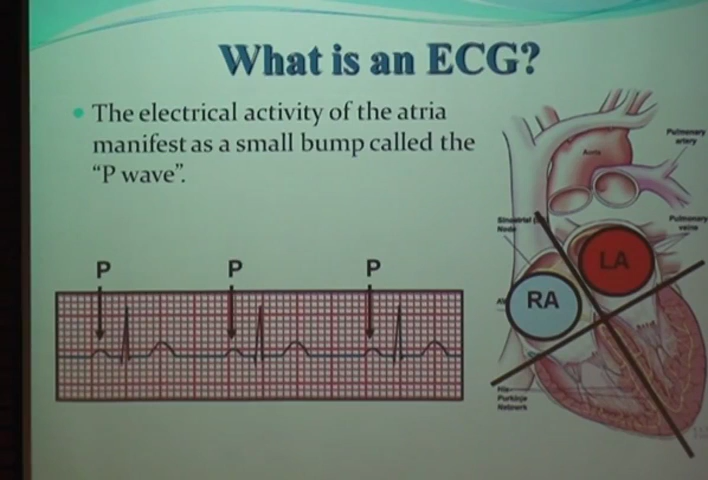 What is an ECG?
The electrical activity of the atria
manifest as a small bump called the
"P wave".
Pulmonary
artery
Aorta
Pulmonary
veins
Node
LA
RA
P P P
His-
Purkinje
Network